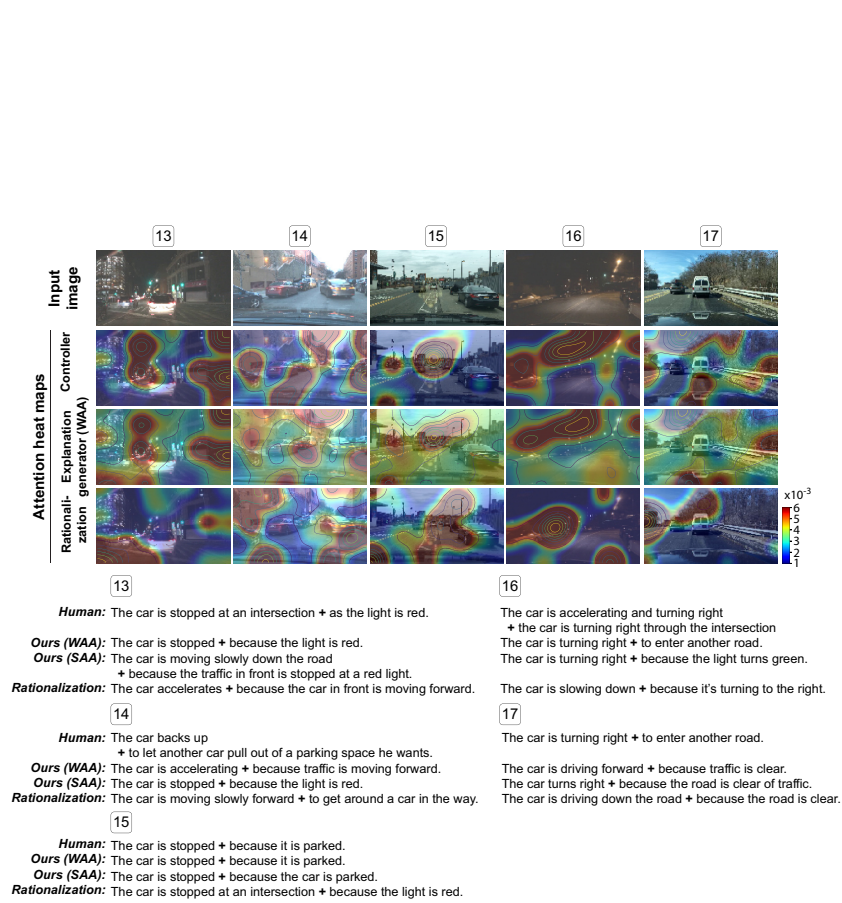 13 14 15 16 17
Input
image
Attention heat maps
Controller
Explanation
generator (WAA)
Rationali-
zation
x10-3
6
5
4
3
2
1
13
Human: The car is stopped at an intersection + as the light is red.
Ours (WAA): The car is stopped + because the light is red.
Ours (SAA): The car is moving slowly down the road
+ because the traffic in front is stopped at a red light.
Rationalization: The car accelerates + because the car in front is moving forward.
16
The car is accelerating and turning right
+ the car is turning right through the intersection
The car is turning right + to enter another road.
The car is turning right + because the light turns green.
The car is slowing down + because it's turning to the right.
14
Human: The car backs up
+ to let another car pull out of a parking space he wants.
Ours (WAA): The car is accelerating + because traffic is moving forward.
Ours (SAA): The car is stopped + because the light is red.
Rationalization: The car is moving slowly forward + to get around a car in the way.
17
The car is turning right + to enter another road.
The car is driving forward + because traffic is clear.
The car turns right + because the road is clear of traffic.
The car is driving down the road + because the road is clear.
15
Human: The car is stopped + because it is parked.
Ours (WAA): The car is stopped + because it is parked.
Ours (SAA): The car is stopped + because the car is parked.
Rationalization: The car is stopped at an intersection + because the light is red.